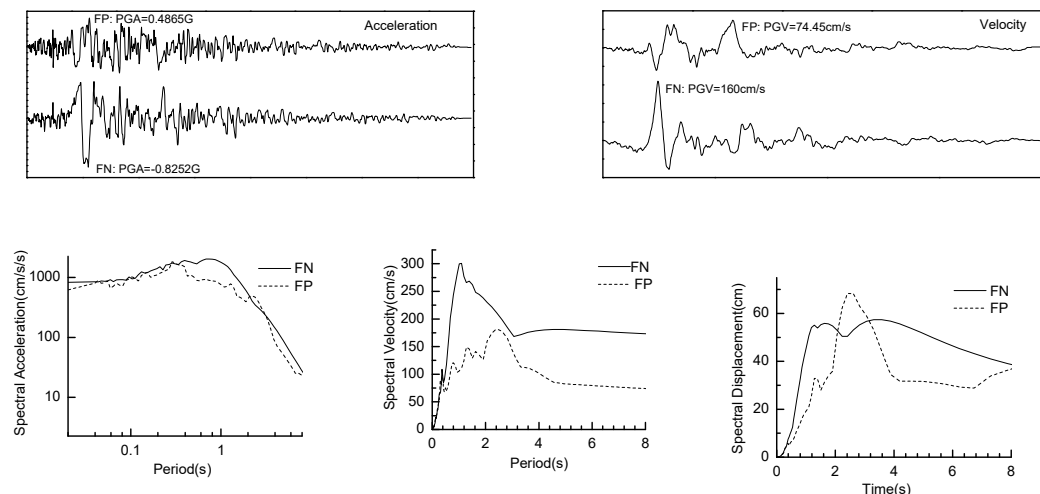 FP: PGA=0.4865G
Acceleration
FN: PGA=-0.8252G
FP: PGV=74.45cm/s
Velocity
FN: PGV=160cm/s
Spectral Acceleration(cm/s/s)
1000
100
10
0.1
1
Period(s)
FN
FP
Spectral Velocity(cm/s)
350
300
250
200
150
100
50
0
0
2
4
6
8
Period(s)
FN
FP
Spectral Displacement(cm)
60
40
20
0
0
2
4
6
8
Time(s)
FN
FP